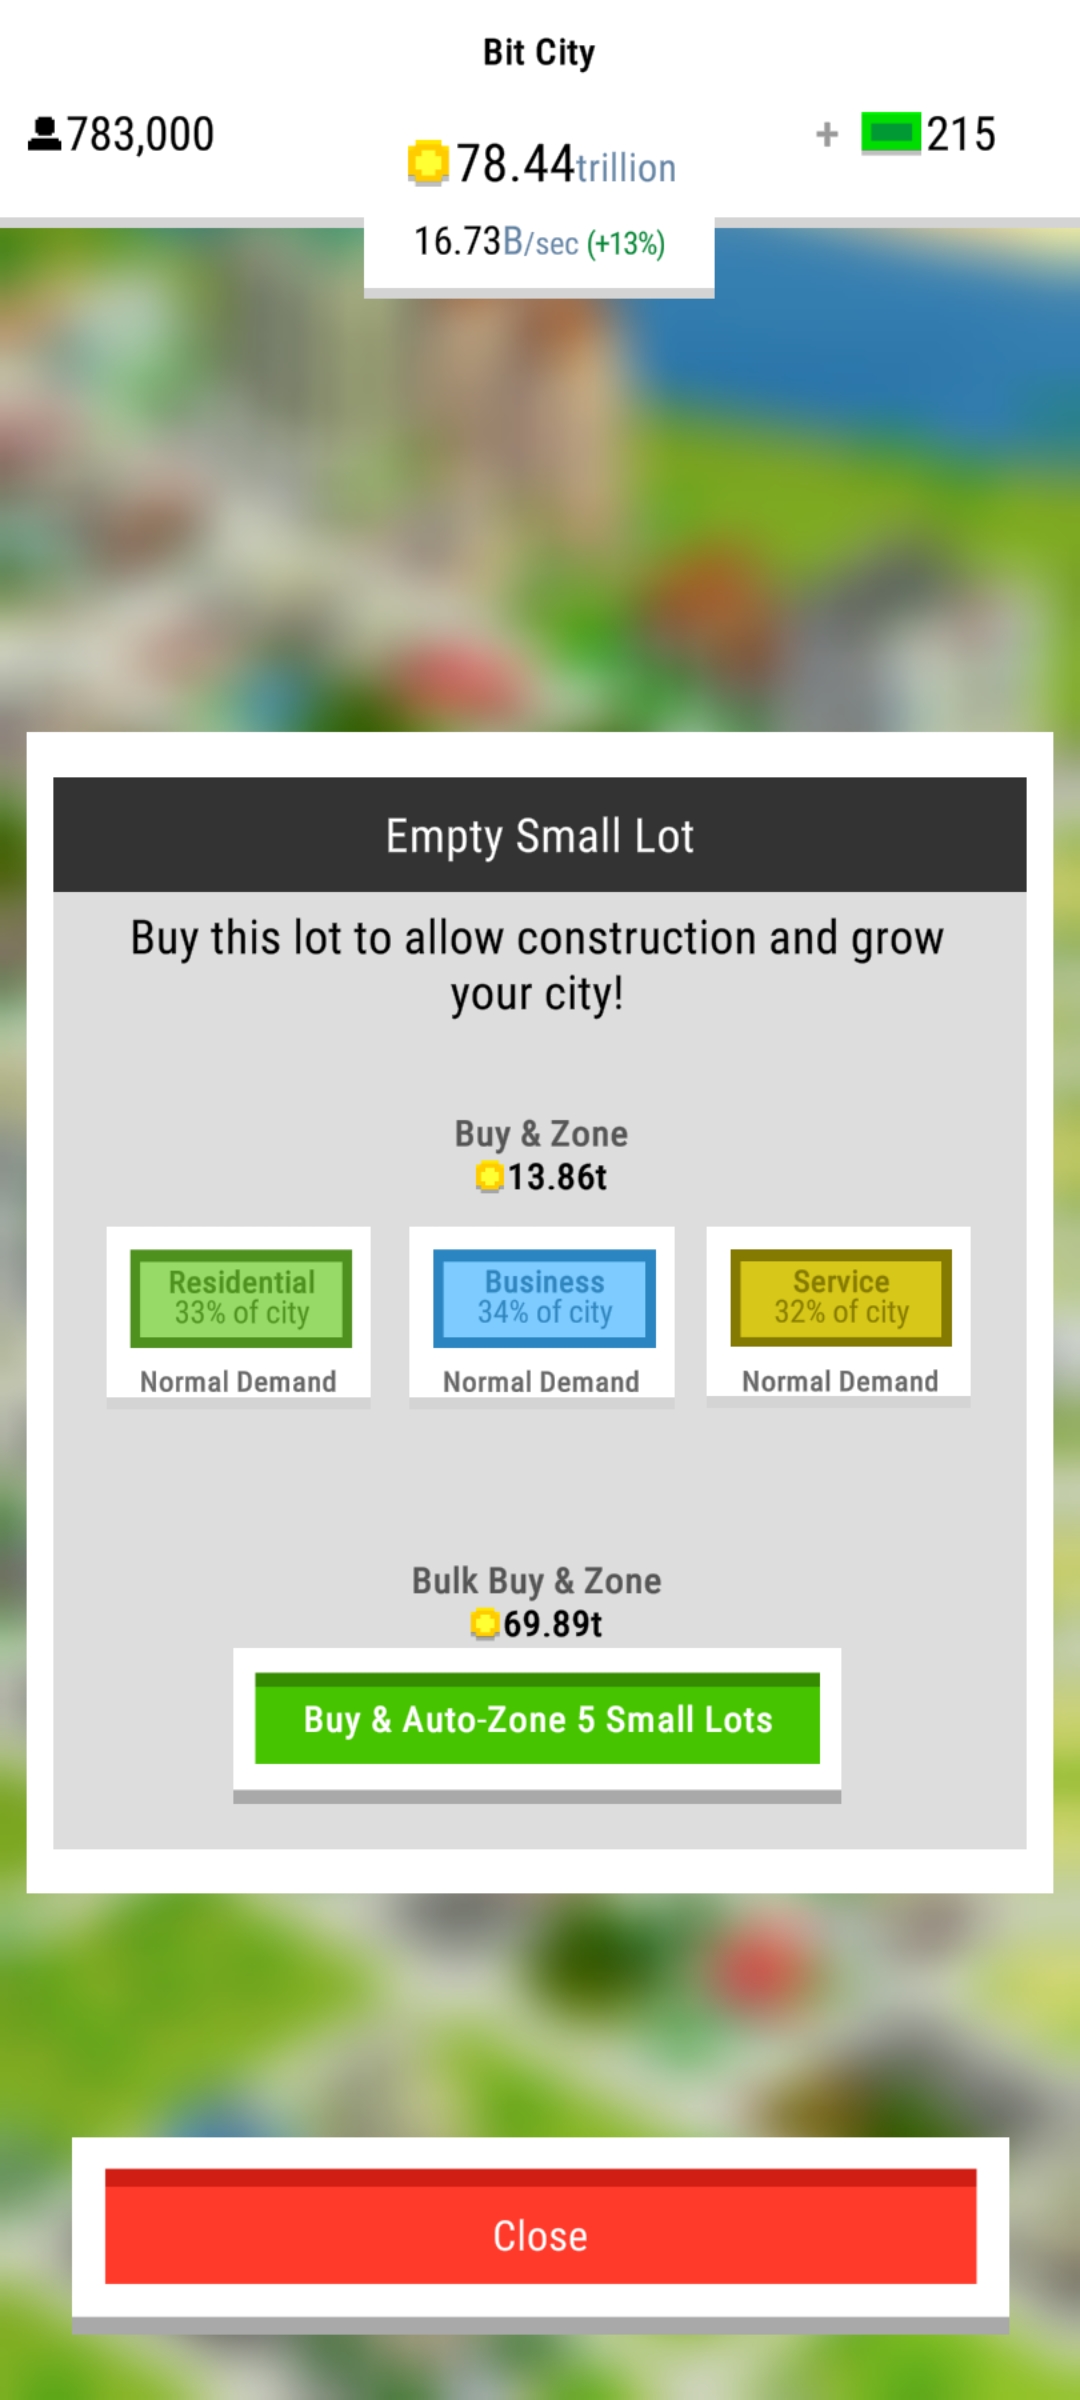 Bit City
783,000
78.44trillion
+ 215
16.73B/sec (+13%)
Empty Small Lot
Buy this lot to allow construction and grow
your city!
Buy & Zone
13.86t
Residential
33% of city
Normal Demand
Business
34% of city
Normal Demand
Service
32% of city
Normal Demand
Bulk Buy & Zone
69.89t
Buy & Auto-Zone 5 Small Lots
Close